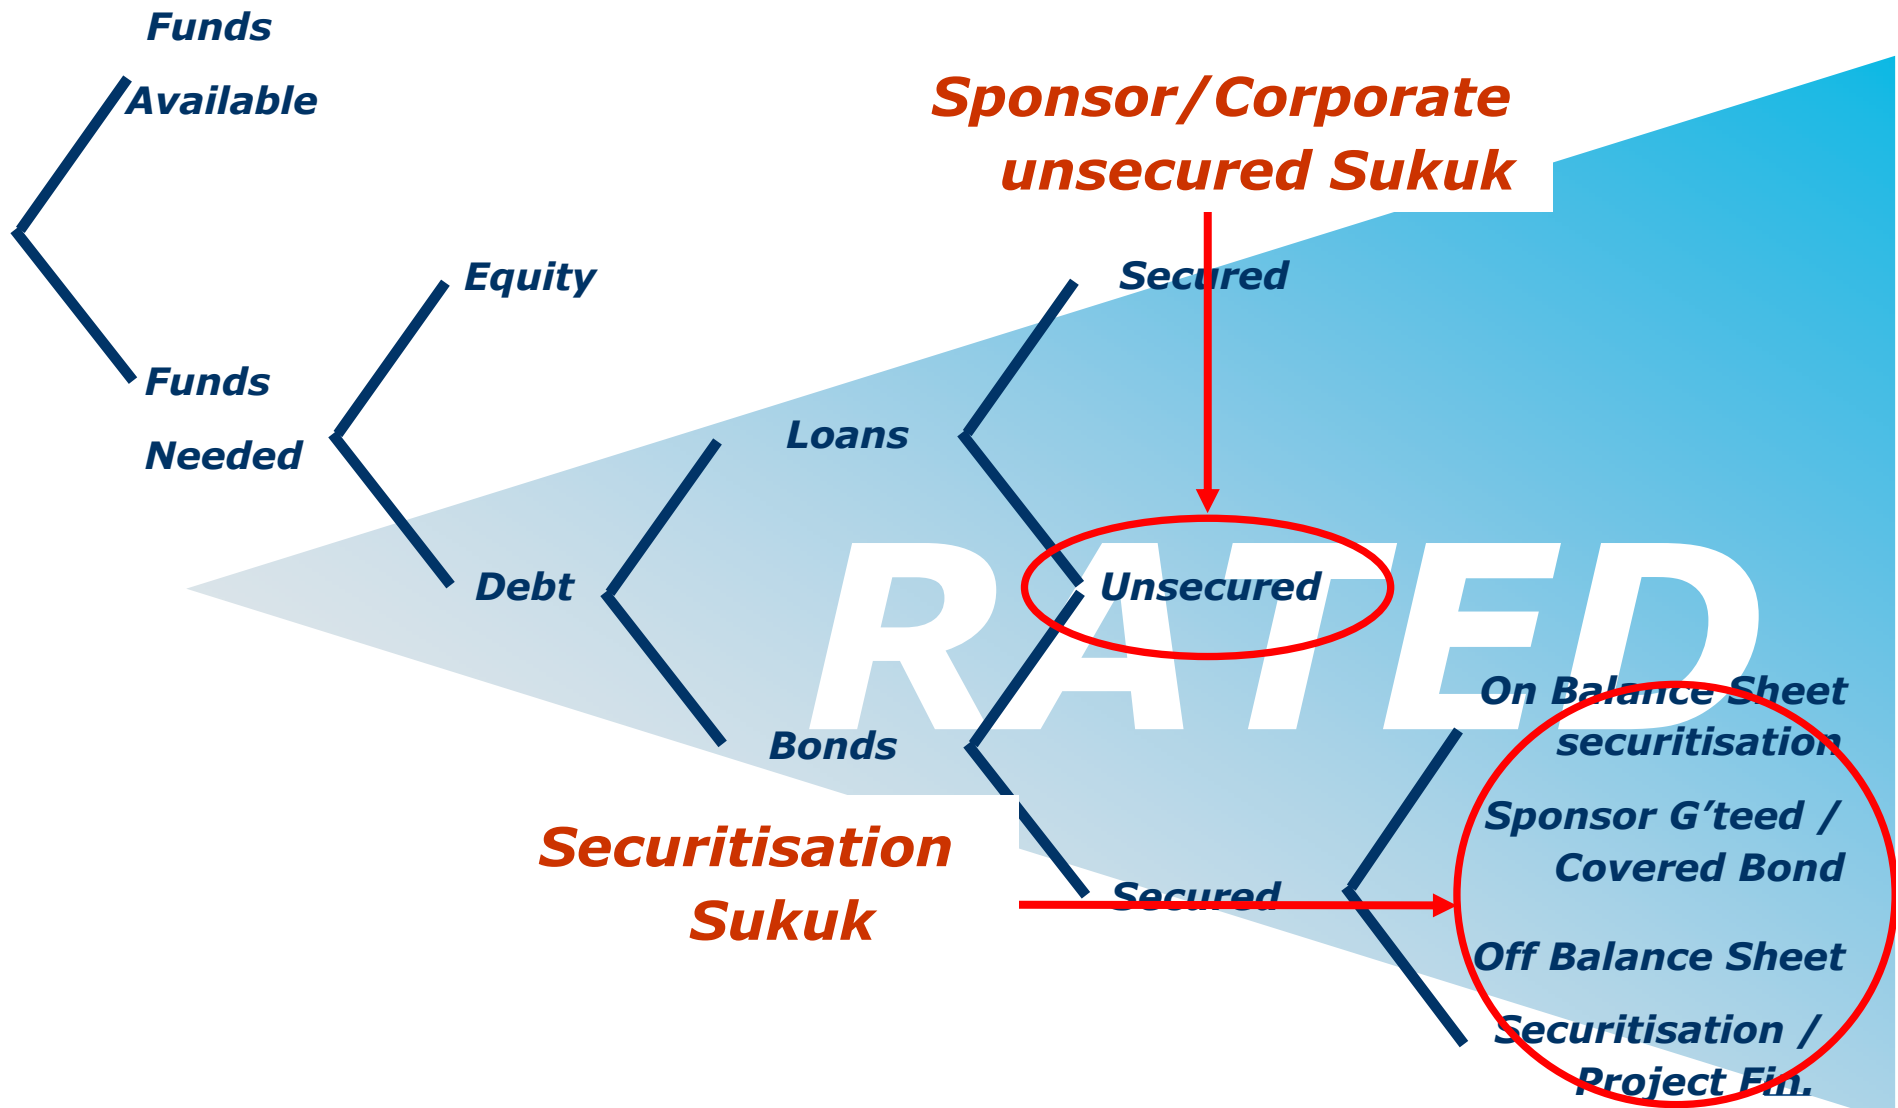 Funds
Available
Sponsor/Corporate
unsecured Sukuk
Equity
Secured
Funds
Needed
Loans
RATED
Debt
Unsecured
Bonds
On Balance Sheet
securitisation
Sponsor G’teed /
Covered Bond
Securitisation
Sukuk
Secured
Off Balance Sheet
Securitisation /
Project Fin.